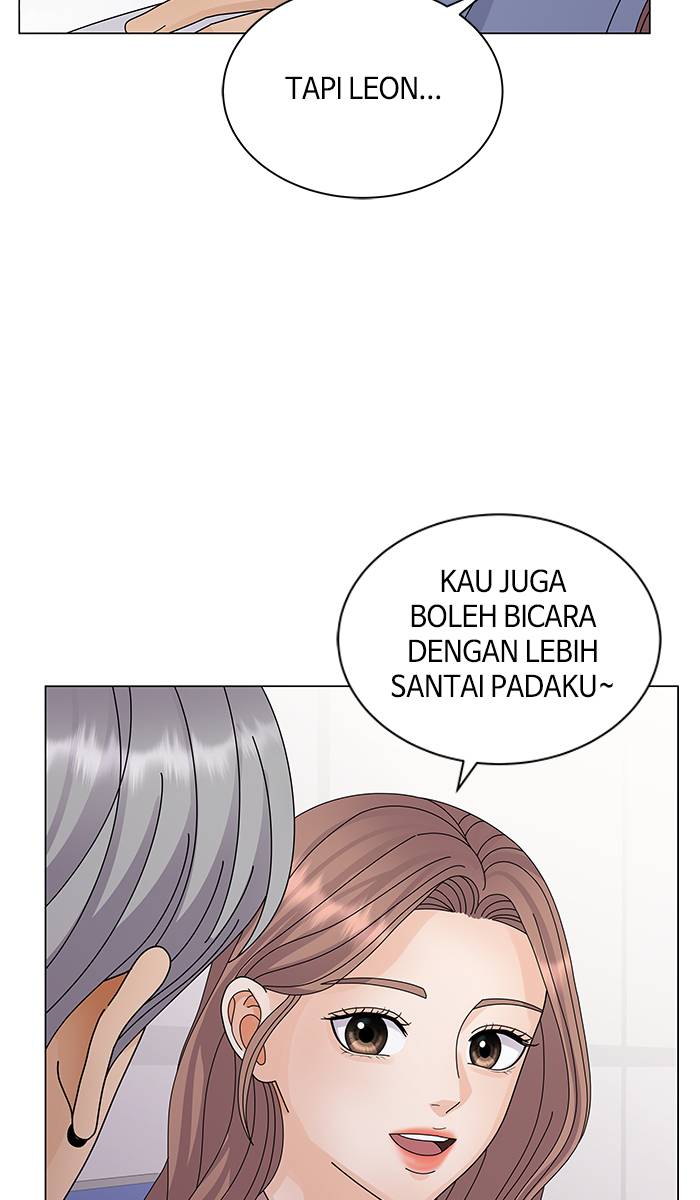 TAPI LEON...
KAU JUGA
BOLEH BICARA
DENGAN LEBIH
SANTAI PADAKU~